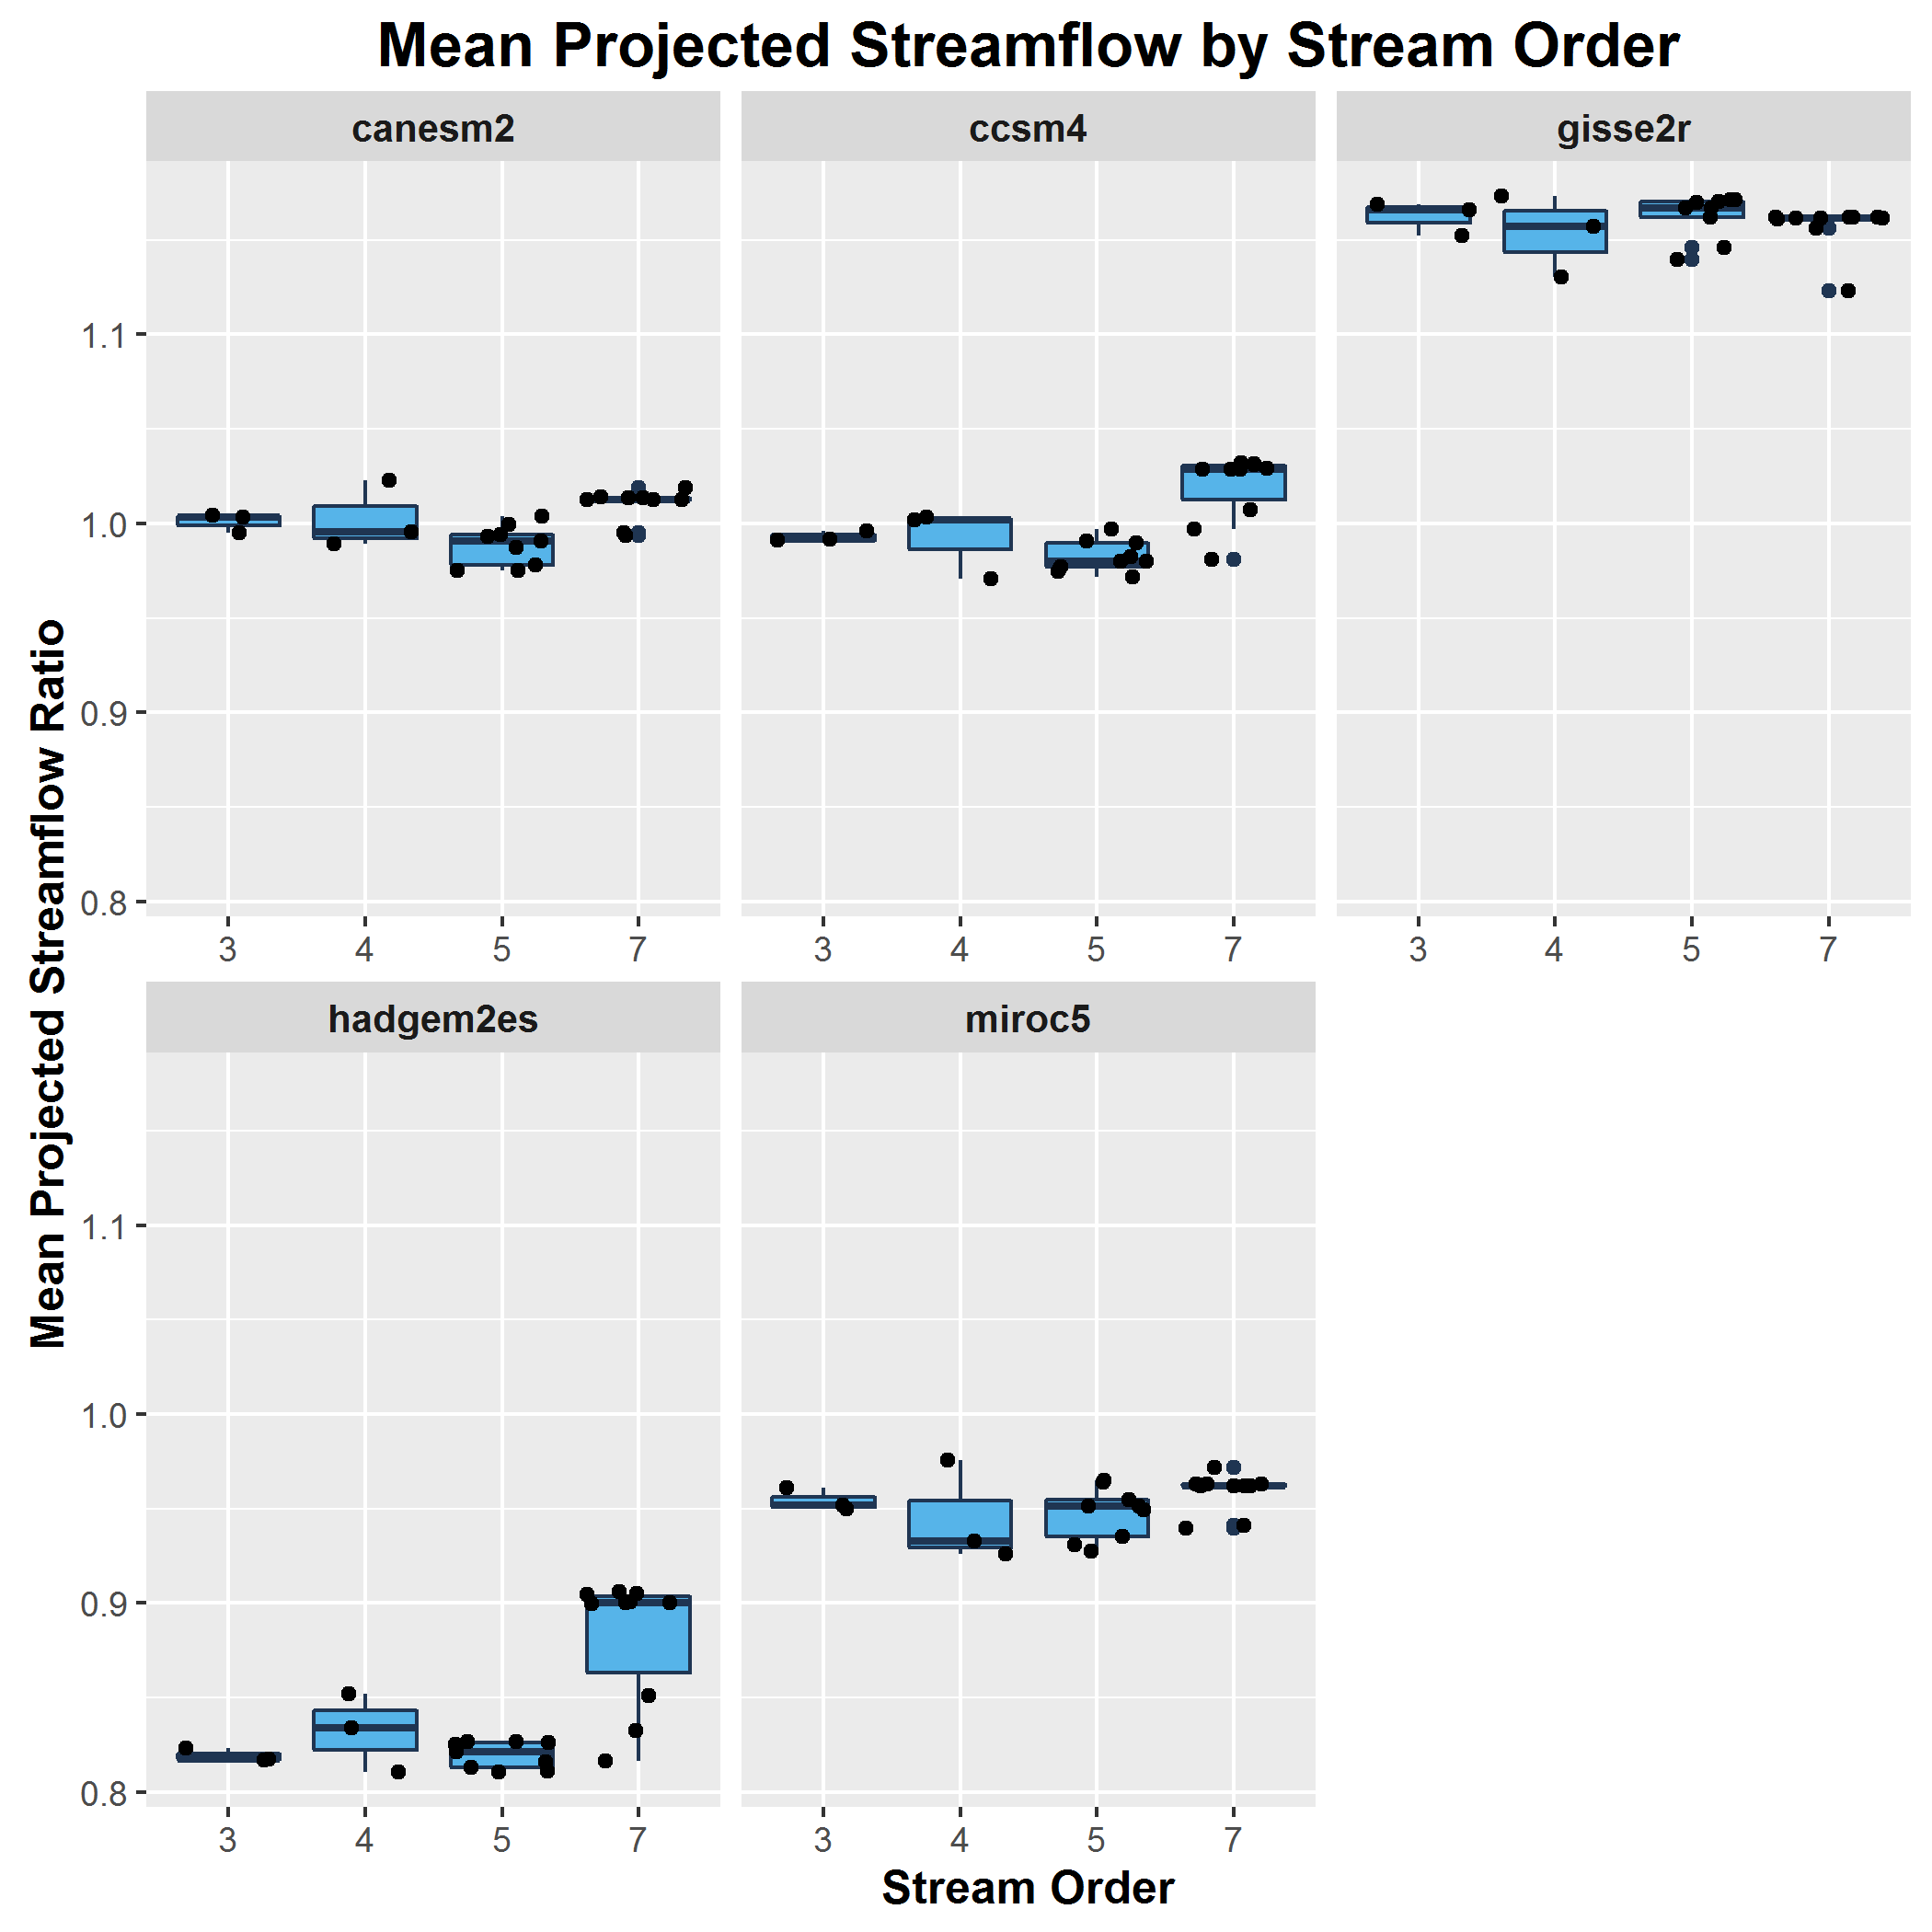 Mean Projected Streamflow by Stream Order
canesm2
ccsm4
gisse2r
Mean Projected Streamflow Ratio
1.1
1.0
0.9
0.8
3 4 5 7
3 4 5 7
3 4 5 7
hadgem2es
miroc5
1.1
1.0
0.9
0.8
3 4 5 7
3 4 5 7
Stream Order